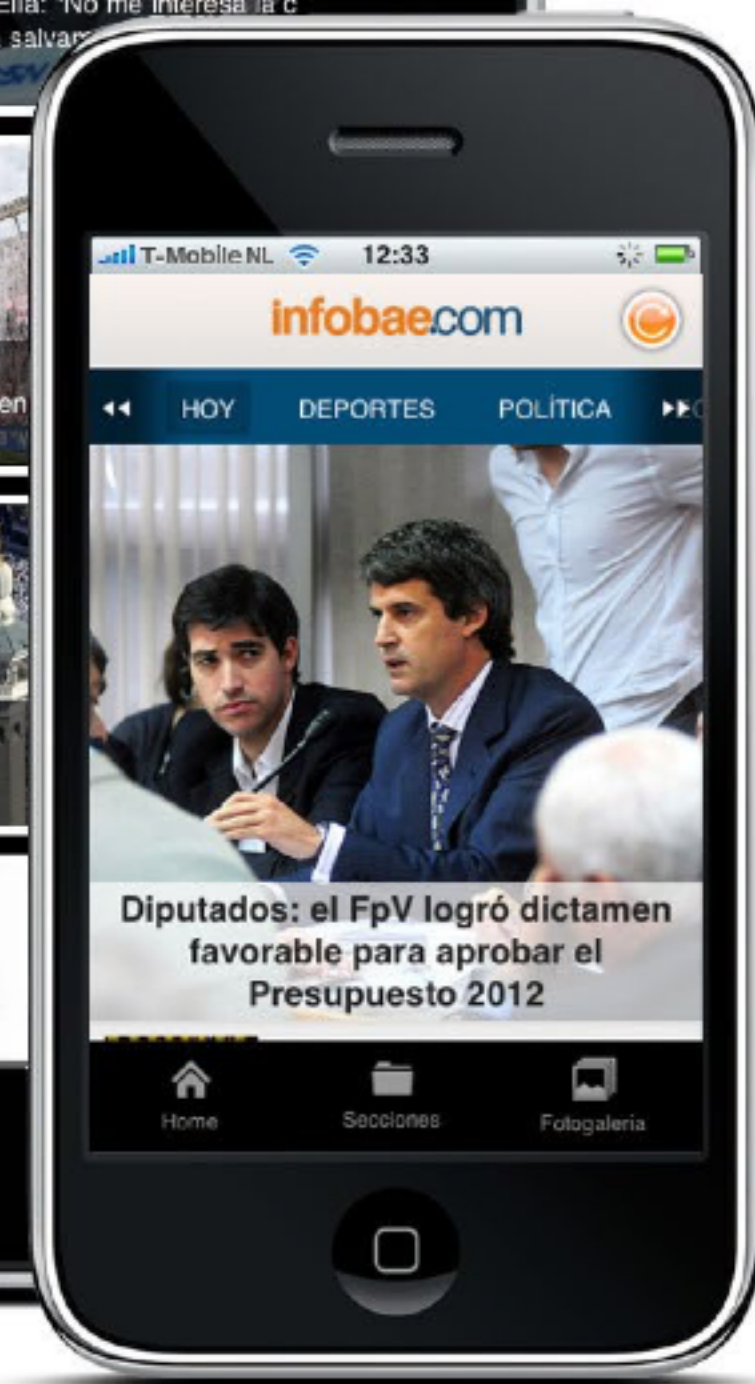 Ella: "No me interesa la c
salvar
en
T-Mobile NL 12:33
infobae.com
HOY DEPORTES POLÍTICA
Diputados: el FpV logró dictamen
favorable para aprobar el
Presupuesto 2012
Home Secciones Fotogaleria